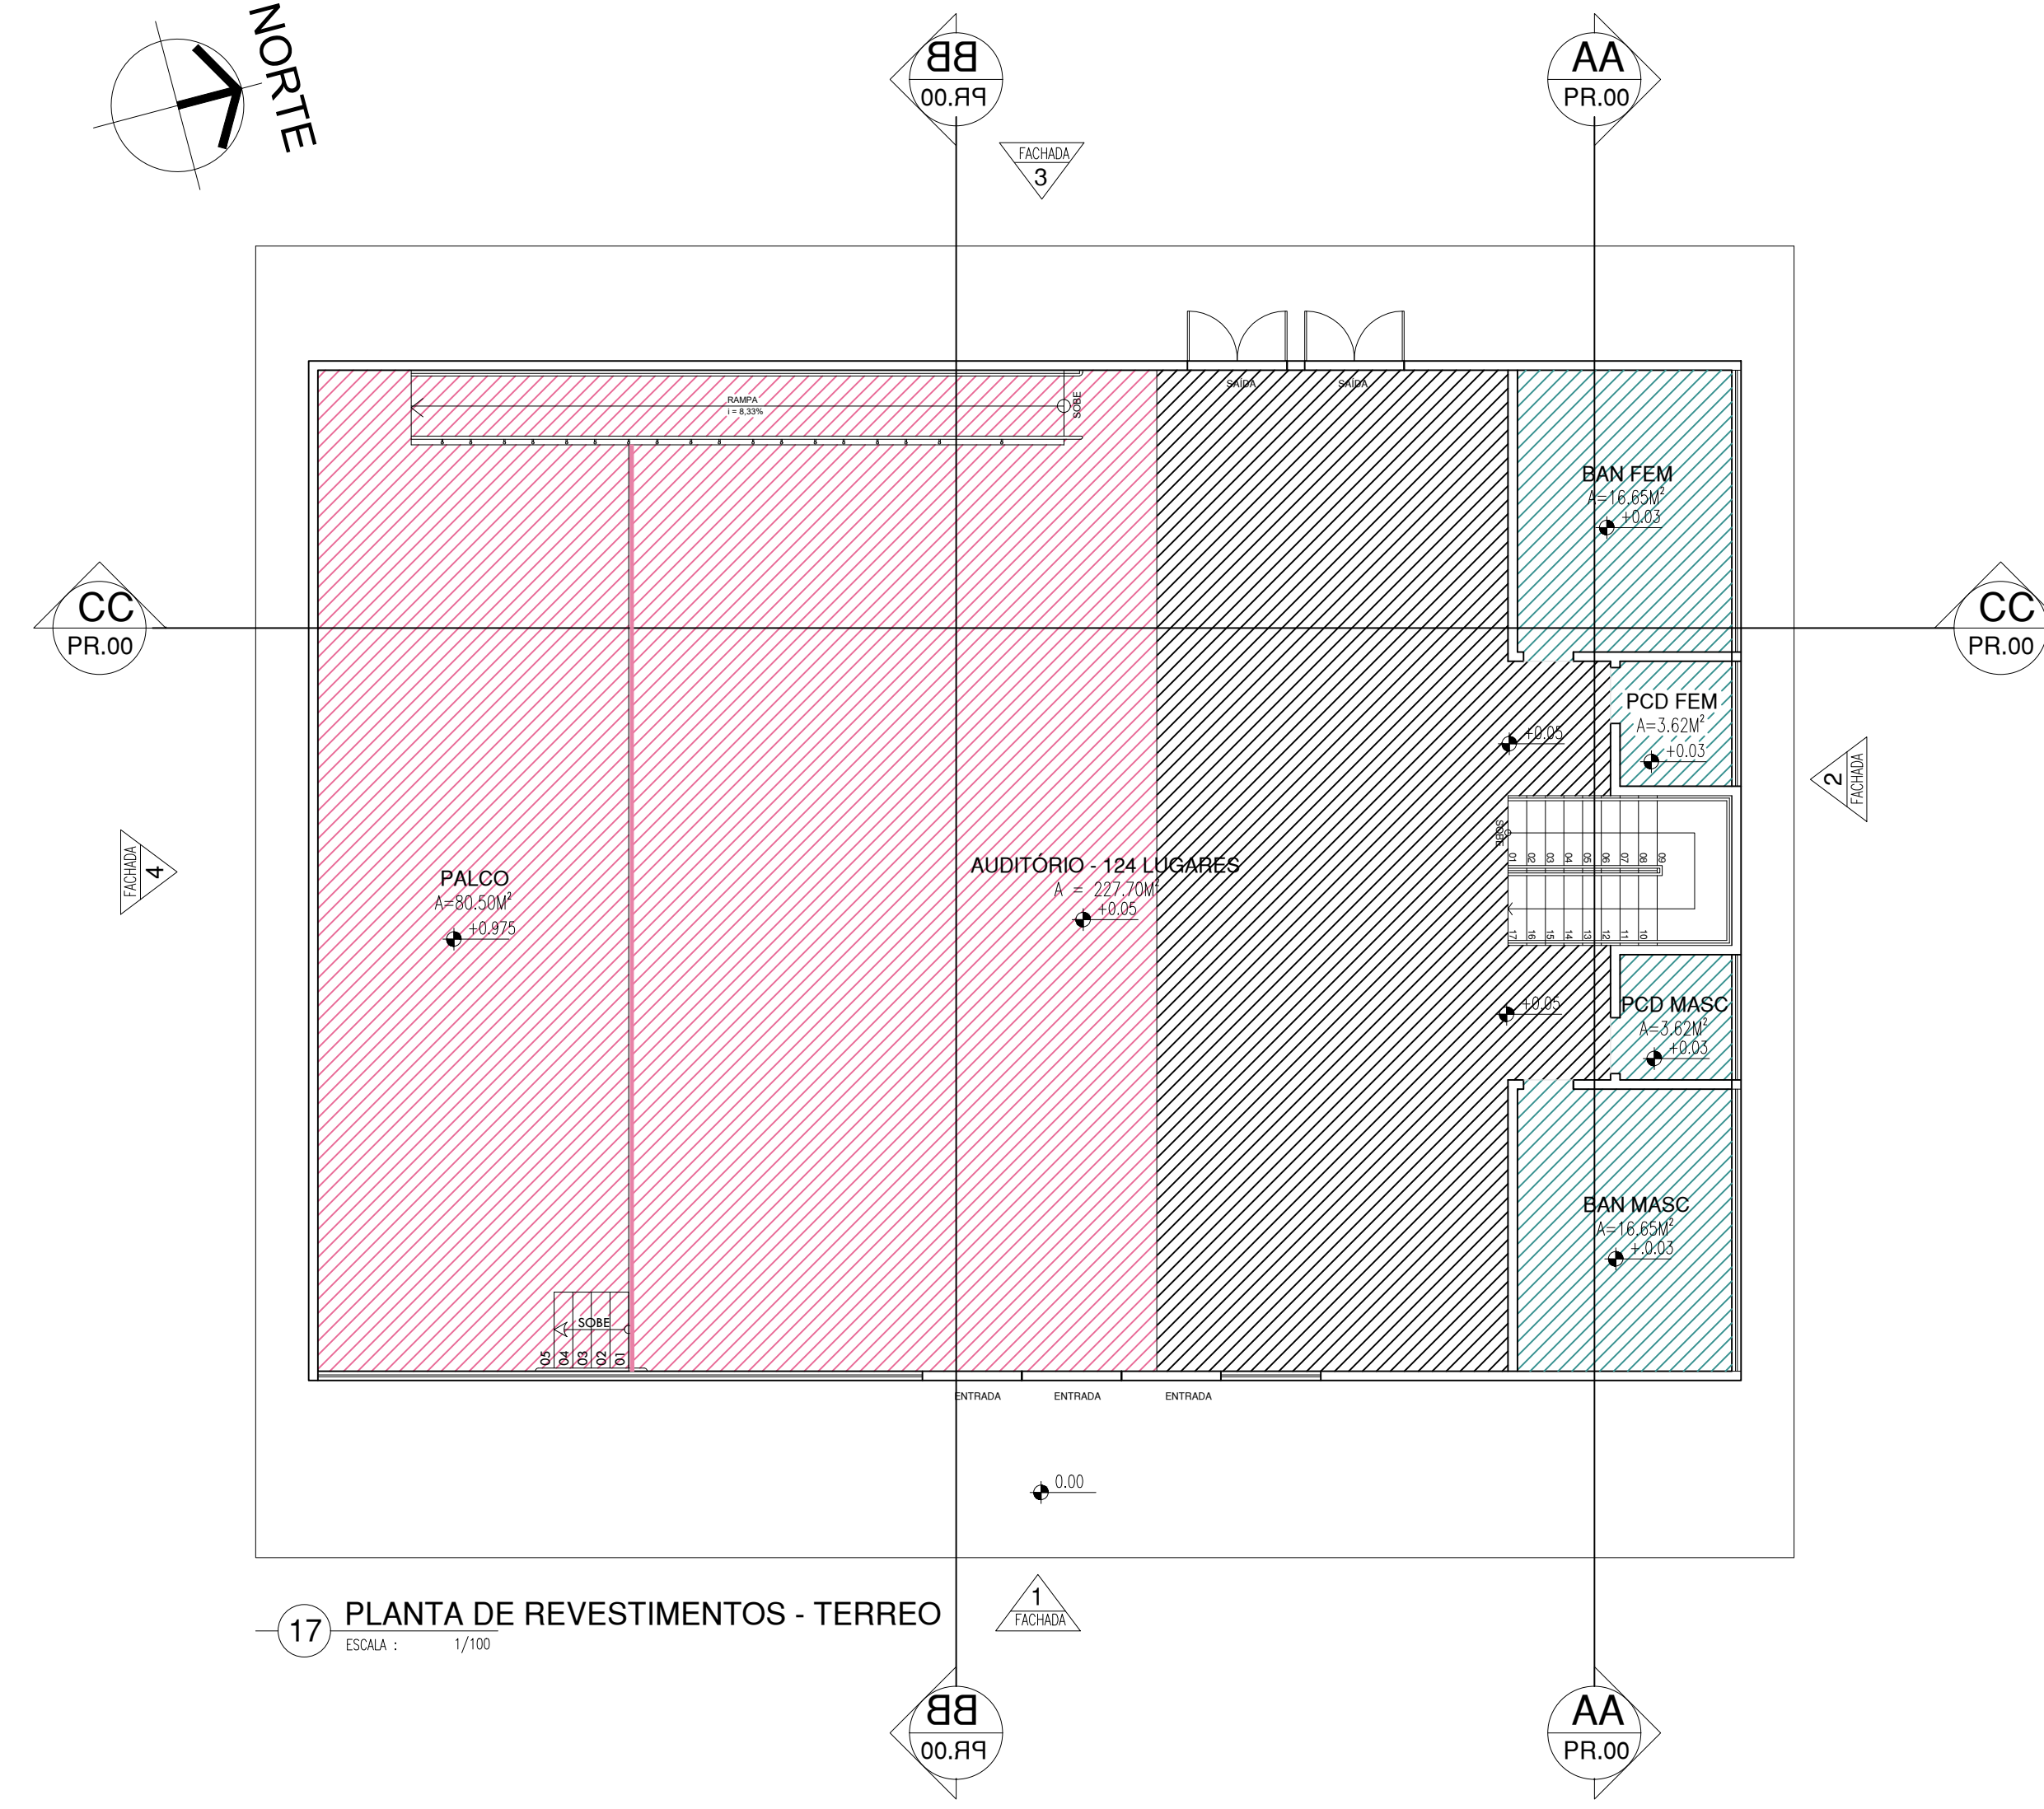 NORTE
BB
PR.00
AA
PR.00
FACHADA
3
SAÍDA
SAÍDA
RAMPA
i = 8,33%
SOBE
BAN FEM
A=16.65M²
+0.03
CC
PR.00
CC
PR.00
PCD FEM
A=3.62M²
+0.03
+0.05
2
FACHADA
FACHADA
4
SOBE
01 02 03 04 05 06 07 08 09
17 16 15 14 13 12 11 10
PALCO
A=80.50M²
+0.975
AUDITÓRIO - 124 LUGARES
A = 227.70M²
+0.05
+0.05
PCD MASC
A=3.62M²
+0.03
BAN MASC
A=16.65M²
+.0.03
SOBE
05 04 03 02 01
ENTRADA
ENTRADA
ENTRADA
0.00
1
FACHADA
17
PLANTA DE REVESTIMENTOS - TERREO
ESCALA : 1/100
BB
PR.00
AA
PR.00